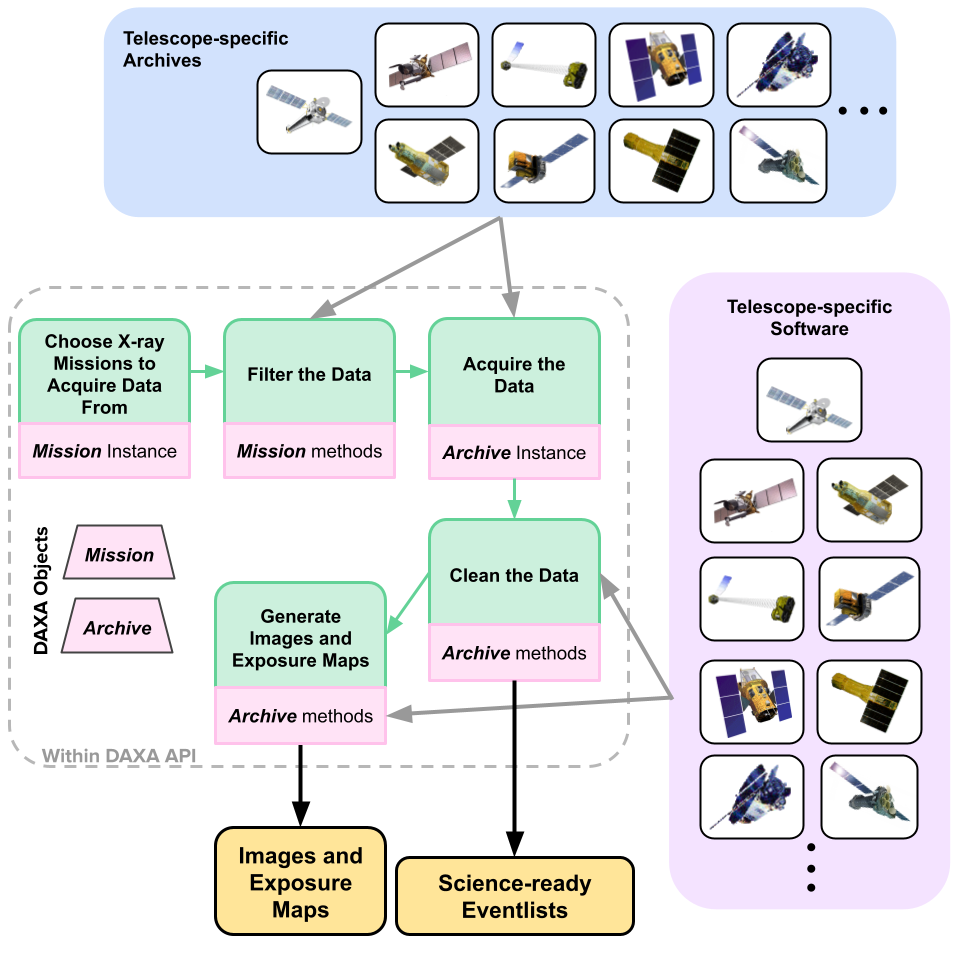 Telescope-specific
Archives
Choose X-ray
Missions to
Acquire Data
From
Mission Instance
Filter the Data
Mission methods
Acquire the
Data
Archive Instance
Telescope-specific
Software
DAXA Objects
Mission
Archive
Clean the Data
Archive methods
Generate
Images and
Exposure Maps
Archive methods
Within DAXA API
Images and
Exposure
Maps
Science-ready
Eventlists